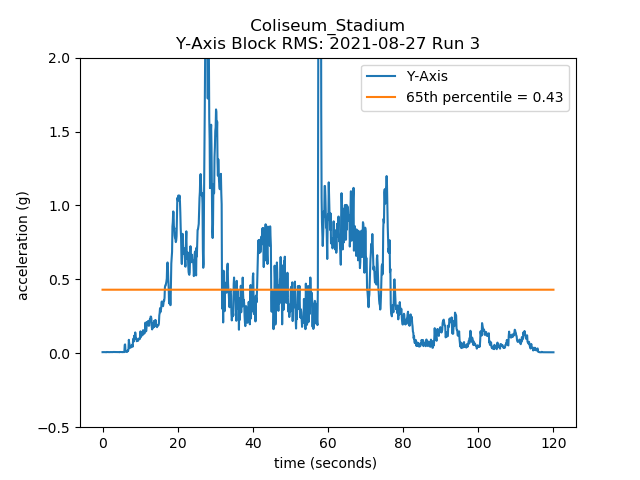 Coliseum_Stadium
Y-Axis Block RMS: 2021-08-27 Run 3
Y-Axis
65th percentile = 0.43
2.0
1.5
1.0
0.5
0.0
−0.5
acceleration (g)
0 20 40 60 80 100 120
time (seconds)